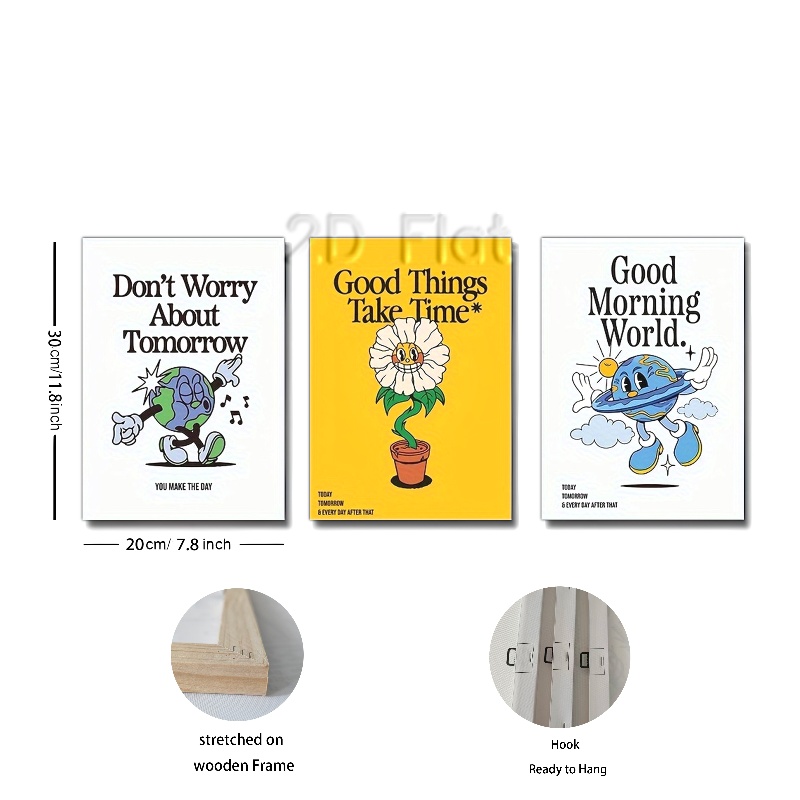 2D Flat
Don't Worry
About
Tomorrow
YOU MAKE THE DAY
Good Things
Take Time*
TODAY
TOMORROW
& EVERY DAY AFTER THAT
Good
Morning
World.
TODAY
TOMORROW
& EVERY DAY AFTER THAT
30cm/11.8inch
20cm/ 7.8 inch
stretched on
wooden Frame
Hook
Ready to Hang